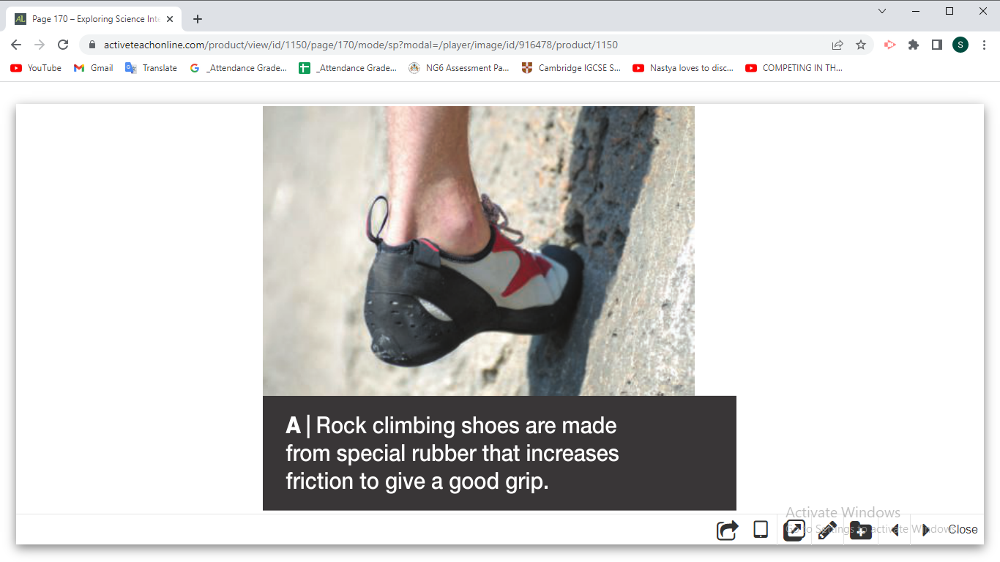 Page 170 – Exploring Science Inte
activeteachonline.com/product/view/id/1150/page/170/mode/sp?modal=/player/image/id/916478/product/1150
S
YouTube Gmail Translate _Attendance Grade... _Attendance Grade... NG6 Assessment Pa... Cambridge IGCSE S... Nastya loves to disc... COMPETING IN TH...
A | Rock climbing shoes are made
from special rubber that increases
friction to give a good grip.
Activate Windows
Go to Settings to activate Windows.
Close